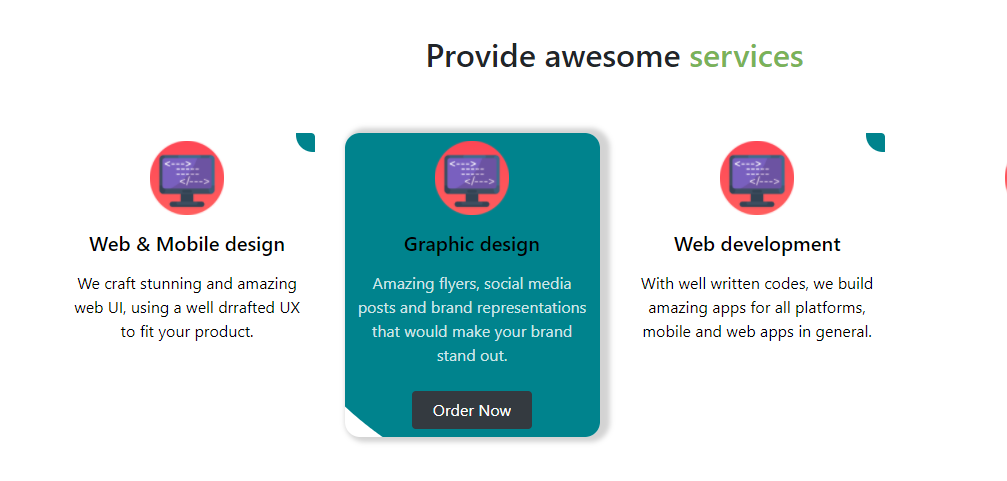 Provide awesome services
<--->
</--->
Web & Mobile design
We craft stunning and amazing
web UI, using a well drrafted UX
to fit your product.
<--->
</--->
Graphic design
Amazing flyers, social media
posts and brand representations
that would make your brand
stand out.
Order Now
<--->
</--->
Web development
With well written codes, we build
amazing apps for all platforms,
mobile and web apps in general.